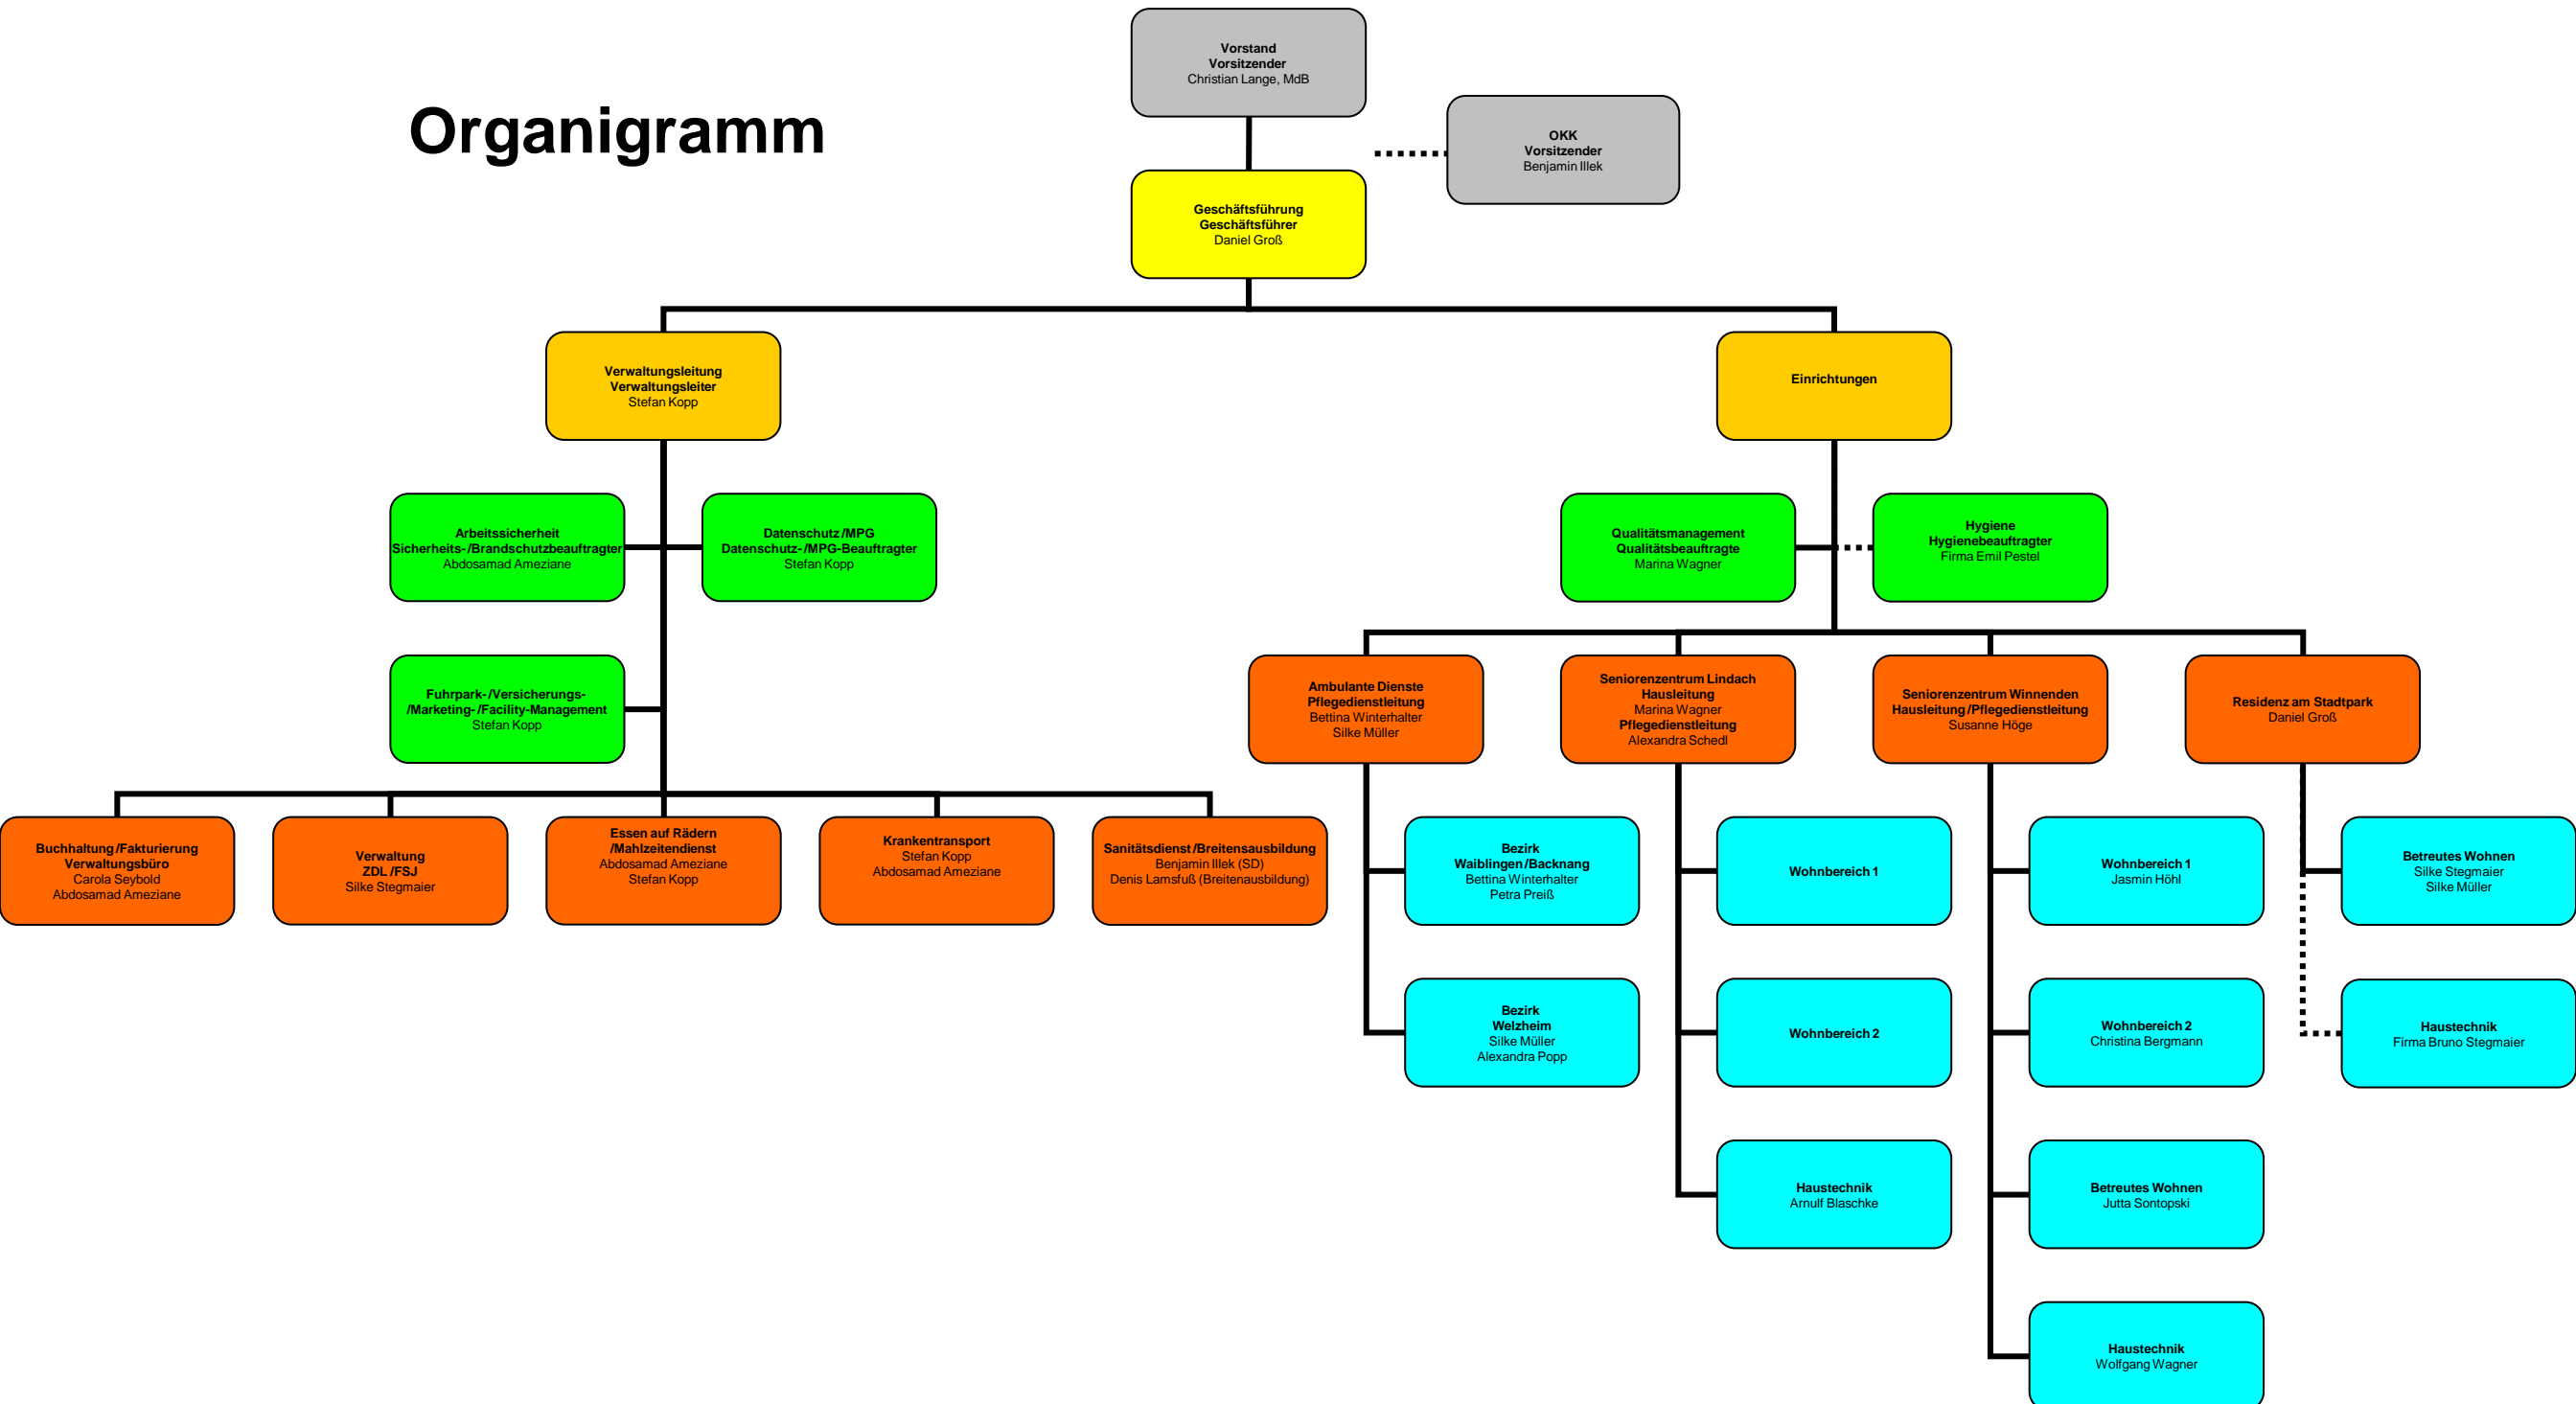 Organigramm
Vorstand
Vorsitzender
Christian Lange, MdB
OKK
Vorsitzender
Benjamin Illek
Geschäftsführung
Geschäftsführer
Daniel Groß
Verwaltungsleitung
Verwaltungsleiter
Stefan Kopp
Einrichtungen
Arbeitssicherheit
Sicherheits-/Brandschutzbeauftragter
Abdosamad Ameziane
Datenschutz/MPG
Datenschutz-/MPG-Beauftragter
Stefan Kopp
Qualitätsmanagement
Qualitätsbeauftragte
Marina Wagner
Hygiene
Hygienebeauftragter
Firma Emil Pestel
Fuhrpark-/Versicherungs-
/Marketing-/Facility-Management
Stefan Kopp
Ambulante Dienste
Pflegedienstleitung
Bettina Winterhalter
Silke Müller
Seniorenzentrum Lindach
Hausleitung
Marina Wagner
Pflegedienstleitung
Alexandra Schedl
Seniorenzentrum Winnenden
Hausleitung/Pflegedienstleitung
Susanne Höge
Residenz am Stadtpark
Daniel Groß
Buchhaltung/Fakturierung
Verwaltungsbüro
Carola Seybold
Abdosamad Ameziane
Verwaltung
ZDL/FSJ
Silke Stegmaier
Essen auf Rädern
/Mahlzeitendienst
Abdosamad Ameziane
Stefan Kopp
Krankentransport
Stefan Kopp
Abdosamad Ameziane
Sanitätsdienst/Breitensausbildung
Benjamin Illek (SD)
Denis Lamsfuß (Breitenausbildung)
Bezirk
Waiblingen/Backnang
Bettina Winterhalter
Petra Preiß
Wohnbereich 1
Wohnbereich 1
Jasmin Höhl
Betreutes Wohnen
Silke Stegmaier
Silke Müller
Bezirk
Welzheim
Silke Müller
Alexandra Popp
Wohnbereich 2
Wohnbereich 2
Christina Bergmann
Haustechnik
Firma Bruno Stegmaier
Haustechnik
Arnulf Blaschke
Betreutes Wohnen
Jutta Sontopski
Haustechnik
Wolfgang Wagner